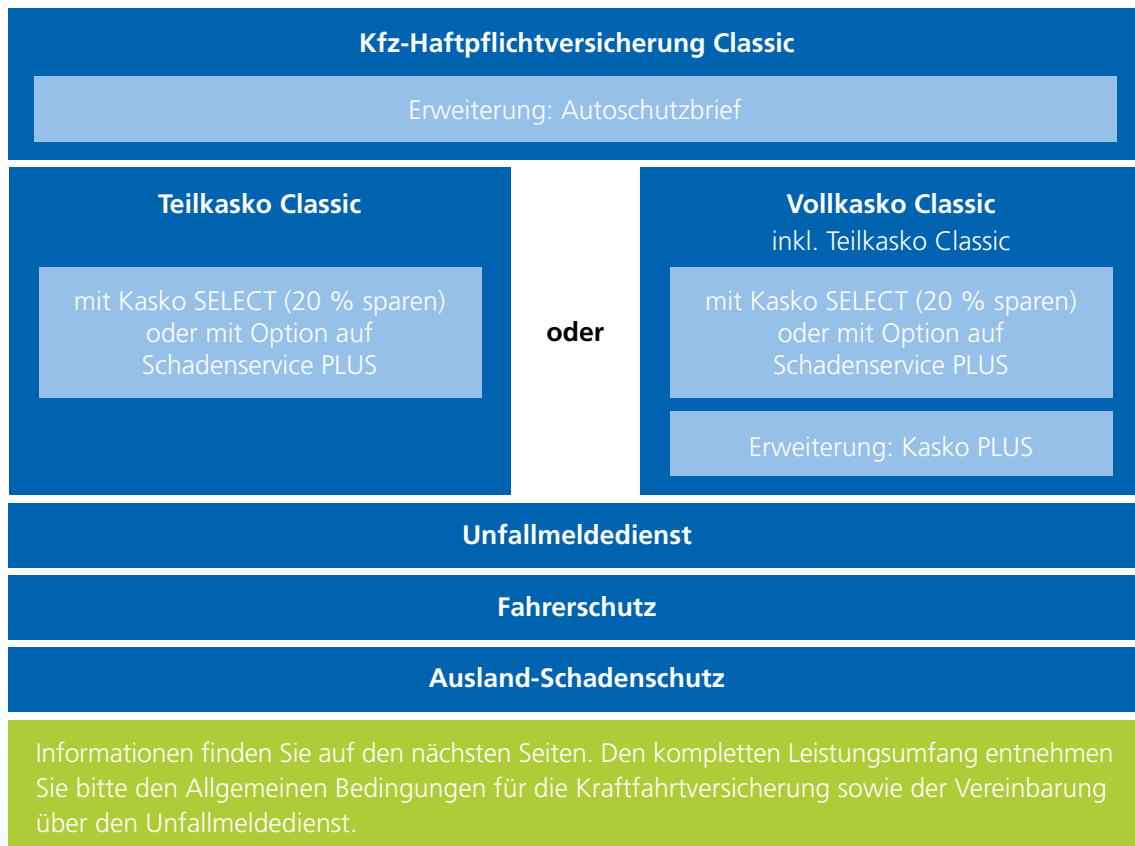 Kfz-Haftpflichtversicherung Classic
Erweiterung: Autoschutzbrief
Teilkasko Classic
mit Kasko SELECT (20 % sparen)
oder mit Option auf
Schadenservice PLUS
oder
Vollkasko Classic
inkl. Teilkasko Classic
mit Kasko SELECT (20 % sparen)
oder mit Option auf
Schadenservice PLUS
Erweiterung: Kasko PLUS
Unfallmeldedienst
Fahrerschutz
Ausland-Schadenschutz
Informationen finden Sie auf den nächsten Seiten. Den kompletten Leistungsumfang entnehmen
Sie bitte den Allgemeinen Bedingungen für die Kraftfahrtversicherung sowie der Vereinbarung
über den Unfallmeldedienst.